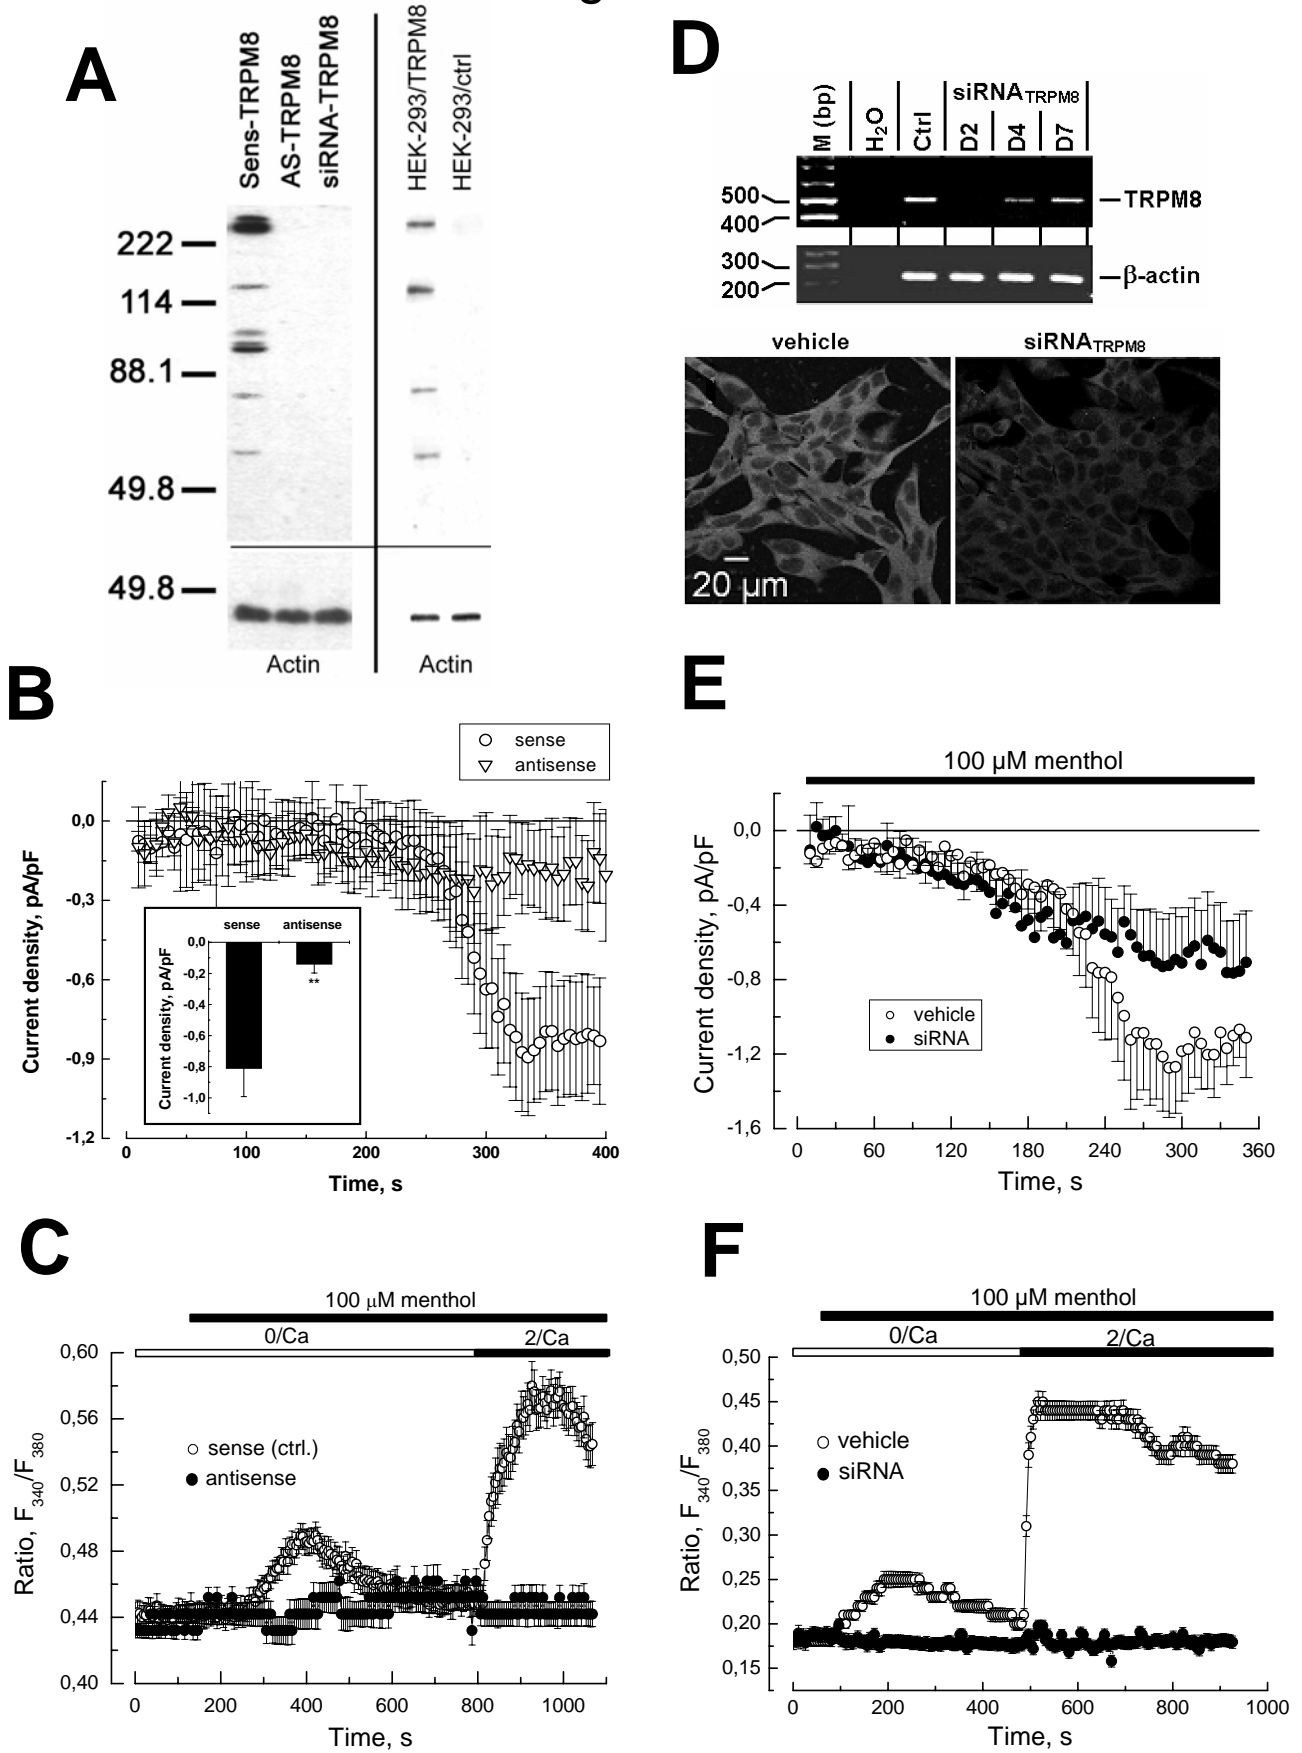 A
Sens-TRPM8
AS-TRPM8
siRNA-TRPM8
HEK-293/TRPM8
HEK-293/ctrl
222
114
88.1
49.8
49.8
Actin
Actin
D
siRNATRPM8
M (bp)
H2O
Ctrl
D2
D4
D7
500
400
TRPM8
300
200
β-actin
vehicle
siRNATRPM8
20 µm
B
sense
antisense
0,0
-0,3
-0,6
-0,9
-1,2
Current density, pA/pF
sense
antisense
0,0
-0,2
-0,4
-0,6
-0,8
-1,0
Current density, pA/pF
**
0
100
200
300
400
Time, s
E
100 µM menthol
0,0
-0,4
-0,8
-1,2
-1,6
Current density, pA/pF
vehicle
siRNA
0
60
120
180
240
300
360
Time, s
C
100 µM menthol
0/Ca
2/Ca
0,60
0,56
0,52
0,48
0,44
0,40
Ratio, F340/F380
sense (ctrl.)
antisense
0
200
400
600
800
1000
Time, s
F
100 µM menthol
0/Ca
2/Ca
0,50
0,45
0,40
0,35
0,30
0,25
0,20
0,15
Ratio, F340/F380
vehicle
siRNA
0
200
400
600
800
1000
Time, s